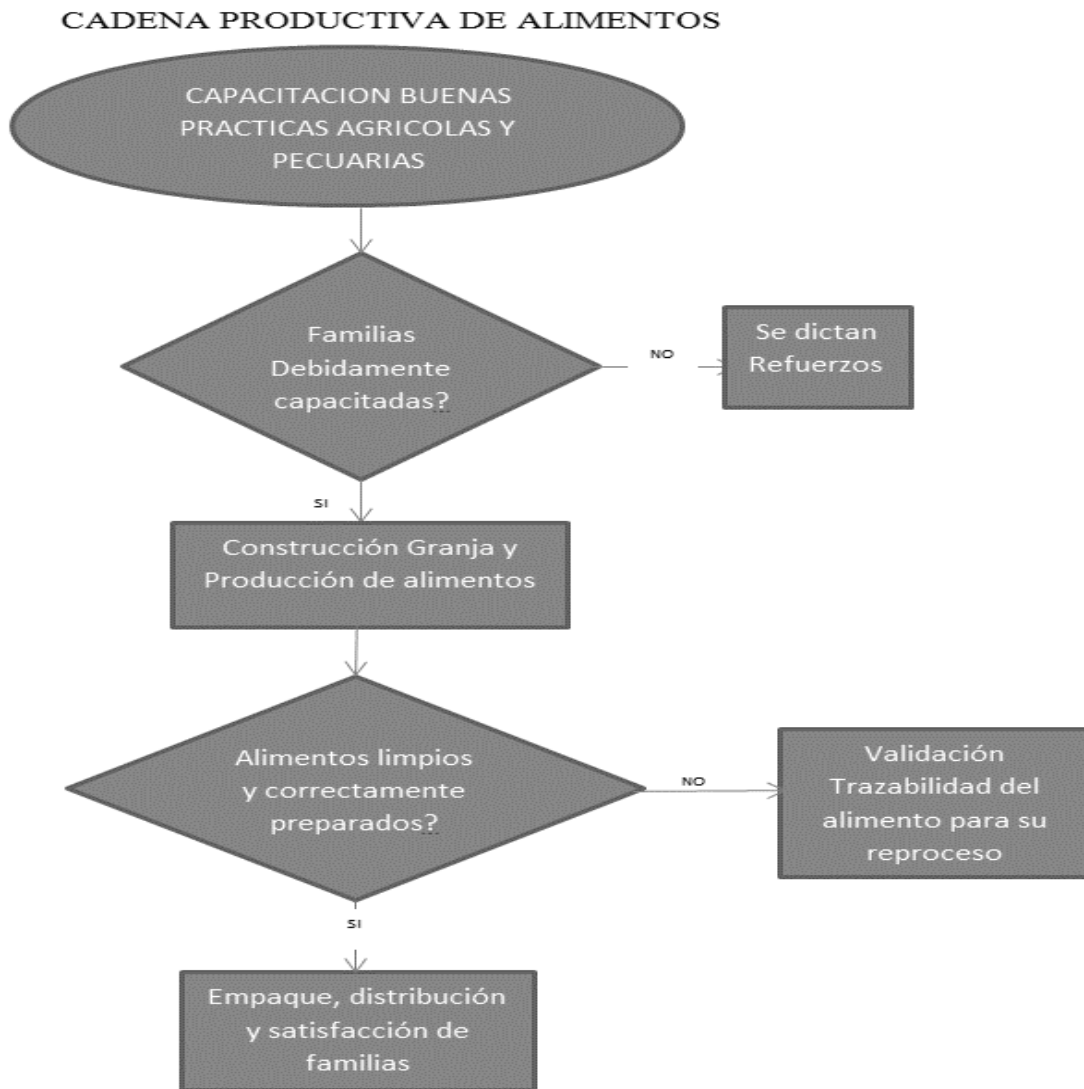 CADENA PRODUCTIVA DE ALIMENTOS
CAPACITACION BUENAS
PRACTICAS AGRICOLAS Y
PECUARIAS
Familias
Debidamente
capacitadas?
NO
Se dictan
Refuerzos
SI
Construcción Granja y
Producción de alimentos
Alimentos limpios
y correctamente
preparados?
NO
Validación
Trazabilidad del
alimento para su
reproceso
SI
Empaque, distribución
y satisfacción de
familias